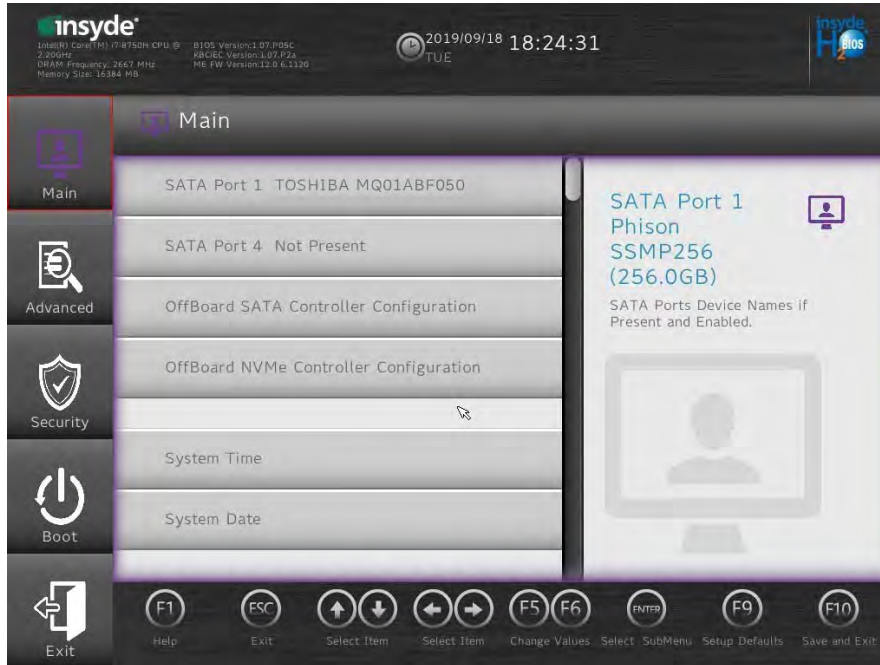 insyde®
Intel(R) Core(TM) i7-8750H CPU @ 2.20GHz
DRAM Frequency: 2667 MHz
Memory Size: 16384 MB
BIOS Version:1.07.P05C
KBC/EC Version:1.07.P23
ME FW Version:12.0.6.1120
2019/09/18 18:24:31
TUE
insyde
H2O BIOS
Main
Main
Advanced
Security
Boot
Exit
SATA Port 1 TOSHIBA MQ01ABF050
SATA Port 4 Not Present
OffBoard SATA Controller Configuration
OffBoard NVMe Controller Configuration
System Time
System Date
SATA Port 1
Phison
SSMP256
(256.0GB)
SATA Ports Device Names if
Present and Enabled.
F1 Help
ESC Exit
Select Item
Select Item
F5 F6 Change Values
ENTER Select SubMenu
F9 Setup Defaults
F10 Save and Exit